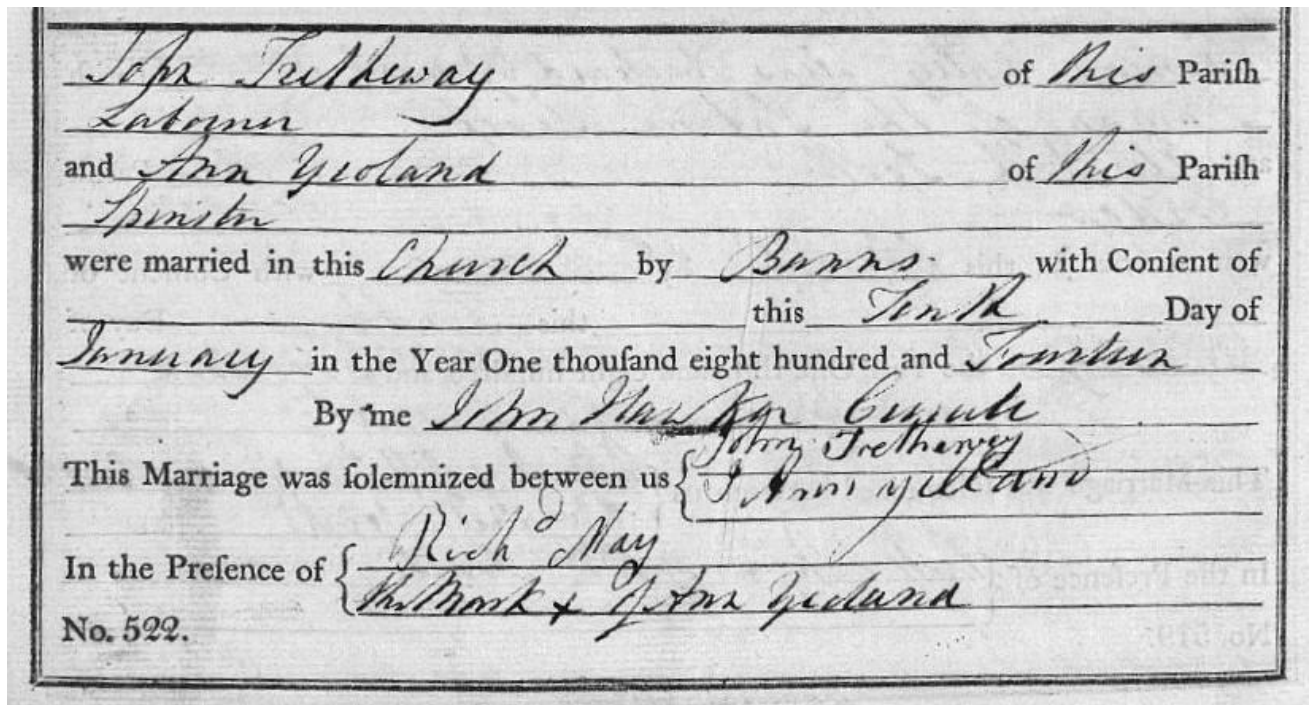 John Tretheway of this Pariſh
Labourer
and Ann Yeoland of this Pariſh
Spinster
were married in this Church by Banns with Conſent of
this Tenth Day of
January in the Year One thouſand eight hundred and Fourteen
By me John Hawker Curate
This Marriage was ſolemnized between us { John Tretharvey
Ann yelland
In the Preſence of { Richd May
the Mark x of Ann Yeoland
No. 522.